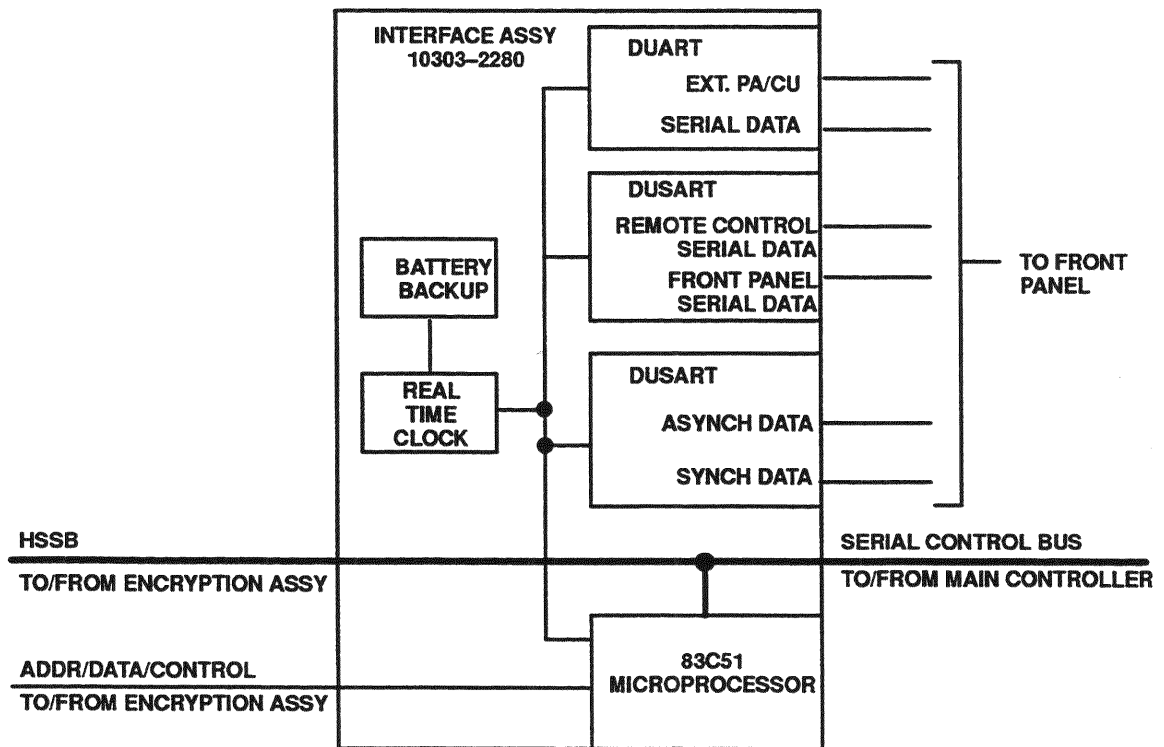 INTERFACE ASSY
10303–2280
DUART
EXT. PA/CU
SERIAL DATA
DUSART
REMOTE CONTROL
SERIAL DATA
FRONT PANEL
SERIAL DATA
BATTERY
BACKUP
TO FRONT
PANEL
REAL
TIME
CLOCK
DUSART
ASYNCH DATA
SYNCH DATA
HSSB
TO/FROM ENCRYPTION ASSY
SERIAL CONTROL BUS
TO/FROM MAIN CONTROLLER
ADDR/DATA/CONTROL
TO/FROM ENCRYPTION ASSY
83C51
MICROPROCESSOR